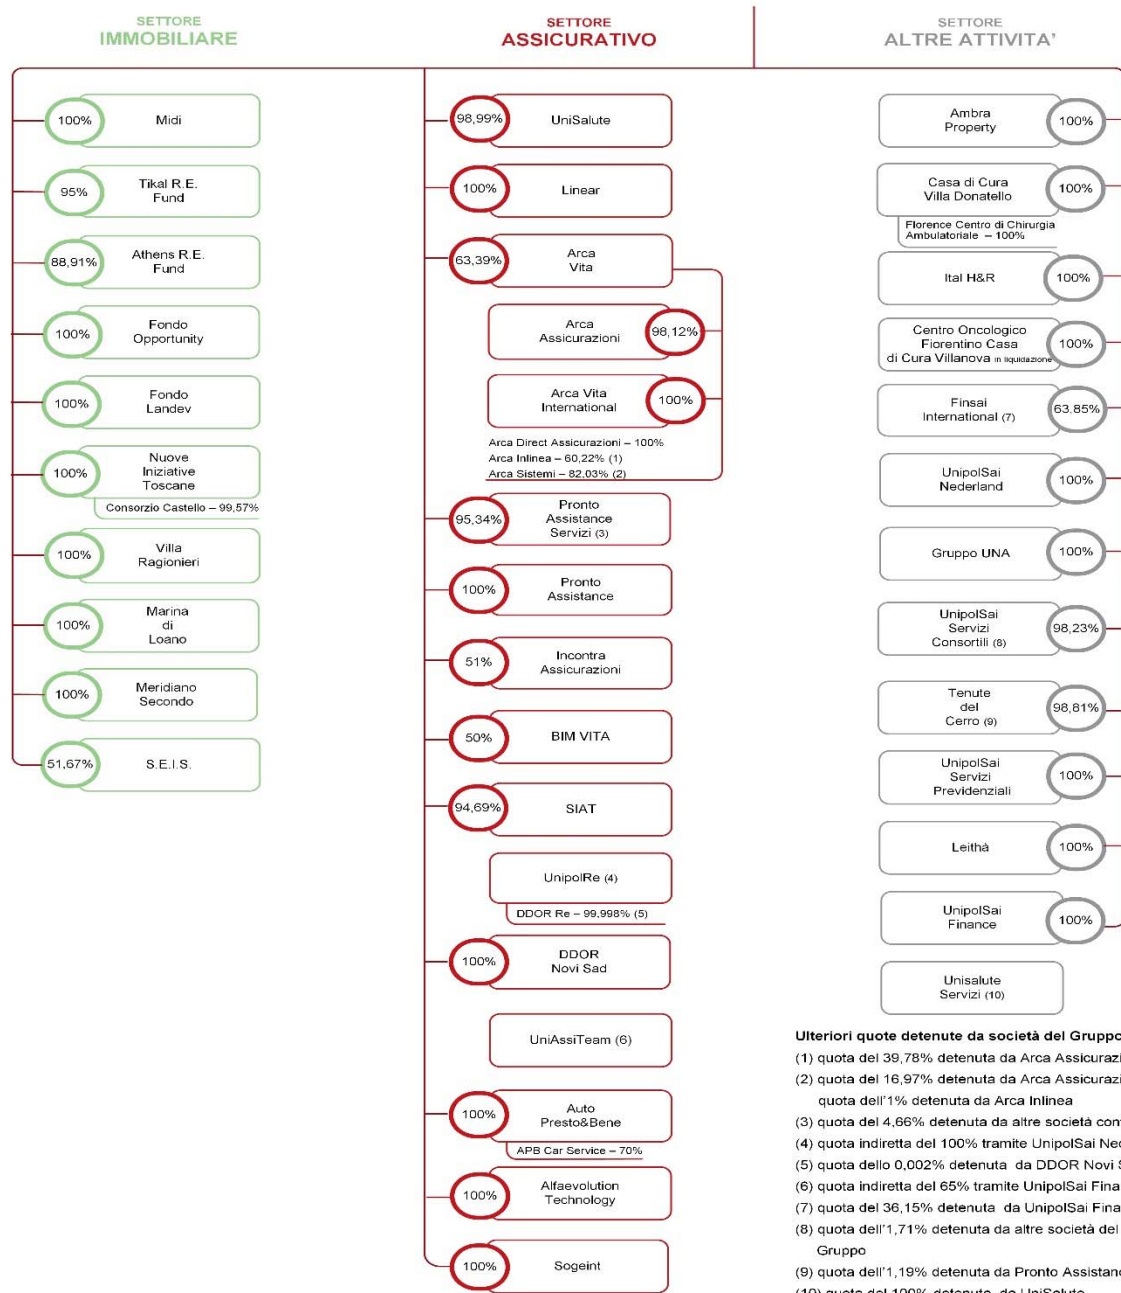 SETTORE
IMMOBILIARE
100%
Midi
95%
Tikal R.E.
Fund
88,91%
Athens R.E.
Fund
100%
Fondo
Opportunity
100%
Fondo
Landev
100%
Nuove
Iniziative
Toscane
Consorzio Castello – 99,57%
100%
Villa
Ragionieri
100%
Marina
di
Loano
100%
Meridiano
Secondo
51,67%
S.E.I.S.
SETTORE
ASSICURATIVO
98,99%
UniSalute
100%
Linear
63,39%
Arca
Vita
Arca
Assicurazioni
98,12%
Arca Vita
International
100%
Arca Direct Assicurazioni – 100%
Arca Inlinea – 60,22% (1)
Arca Sistemi – 82,03% (2)
95,34%
Pronto
Assistance
Servizi (3)
100%
Pronto
Assistance
51%
Incontra
Assicurazioni
50%
BIM VITA
94,69%
SIAT
UnipolRe (4)
DDOR Re – 99,998% (5)
100%
DDOR
Novi Sad
UniAssiTeam (6)
100%
Auto
Presto&Bene
APB Car Service – 70%
100%
Alfaevolution
Technology
100%
Sogeint
SETTORE
ALTRE ATTIVITA'
Ambra
Property
100%
Casa di Cura
Villa Donatello
100%
Florence Centro di Chirurgia
Ambulatoriale – 100%
Ital H&R
100%
Centro Oncologico
Fiorentino Casa
di Cura Villanova in liquidazione
100%
Finsai
International (7)
63,85%
UnipolSai
Nederland
100%
Gruppo UNA
100%
UnipolSai
Servizi
Consortili (8)
98,23%
Tenute
del
Cerro (9)
98,81%
UnipolSai
Servizi
Previdenziali
100%
Leithà
100%
UnipolSai
Finance
100%
Unisalute
Servizi (10)
Ulteriori quote detenute da società del Gruppo
(1) quota del 39,78% detenuta da Arca Assicurazi
(2) quota del 16,97% detenuta da Arca Assicurazi
quota dell'1% detenuta da Arca Inlinea
(3) quota del 4,66% detenuta da altre società con
(4) quota indiretta del 100% tramite UnipolSai Ne
(5) quota dello 0,002% detenuta da DDOR Novi S
(6) quota indiretta del 65% tramite UnipolSai Fina
(7) quota del 36,15% detenuta da UnipolSai Fina
(8) quota dell'1,71% detenuta da altre società del
Gruppo
(9) quota dell'1,19% detenuta da Pronto Assistanc
(10) quota del 100% detenuta da UniSalute